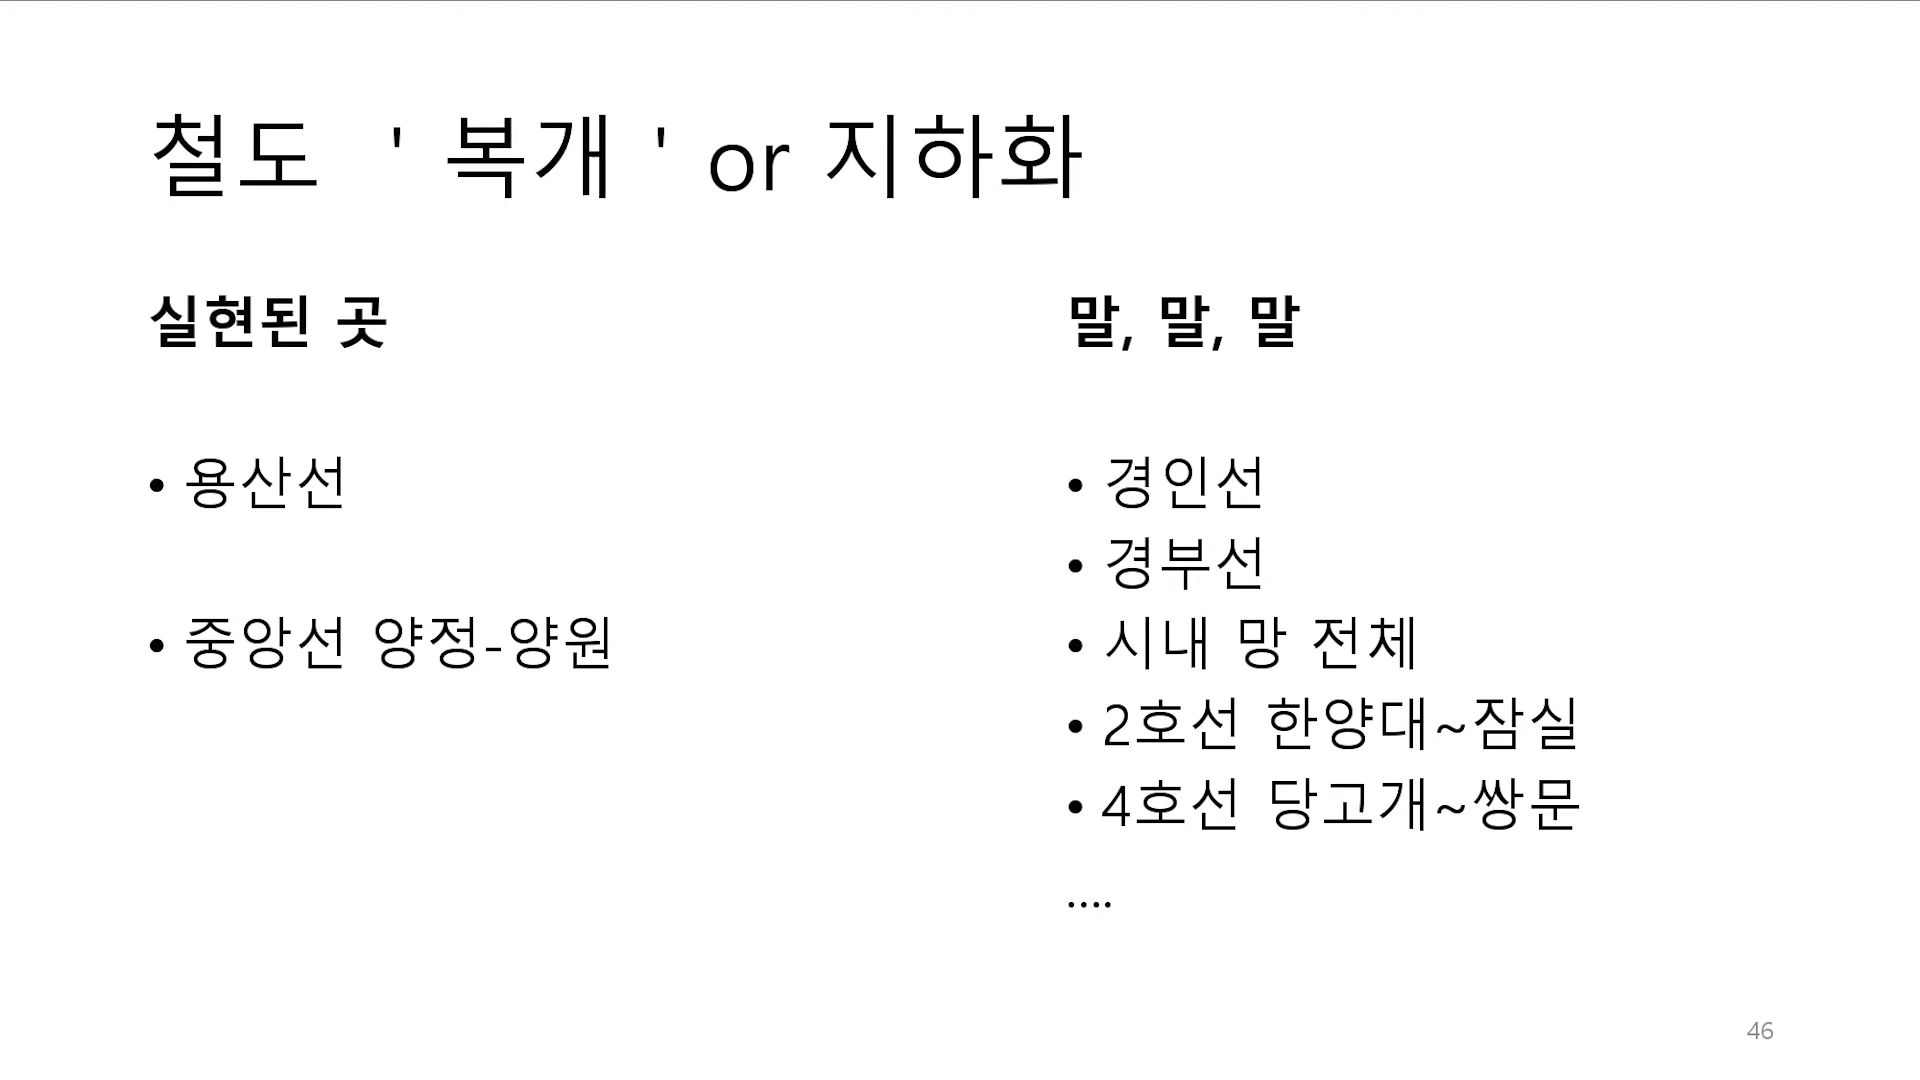 철도 ' 복개 ' or 지하화
실현된 곳
• 용산선
• 중앙선 양정-양원
말, 말, 말
• 경인선
• 경부선
• 시내 망 전체
• 2호선 한양대~잠실
• 4호선 당고개~쌍문
....
46